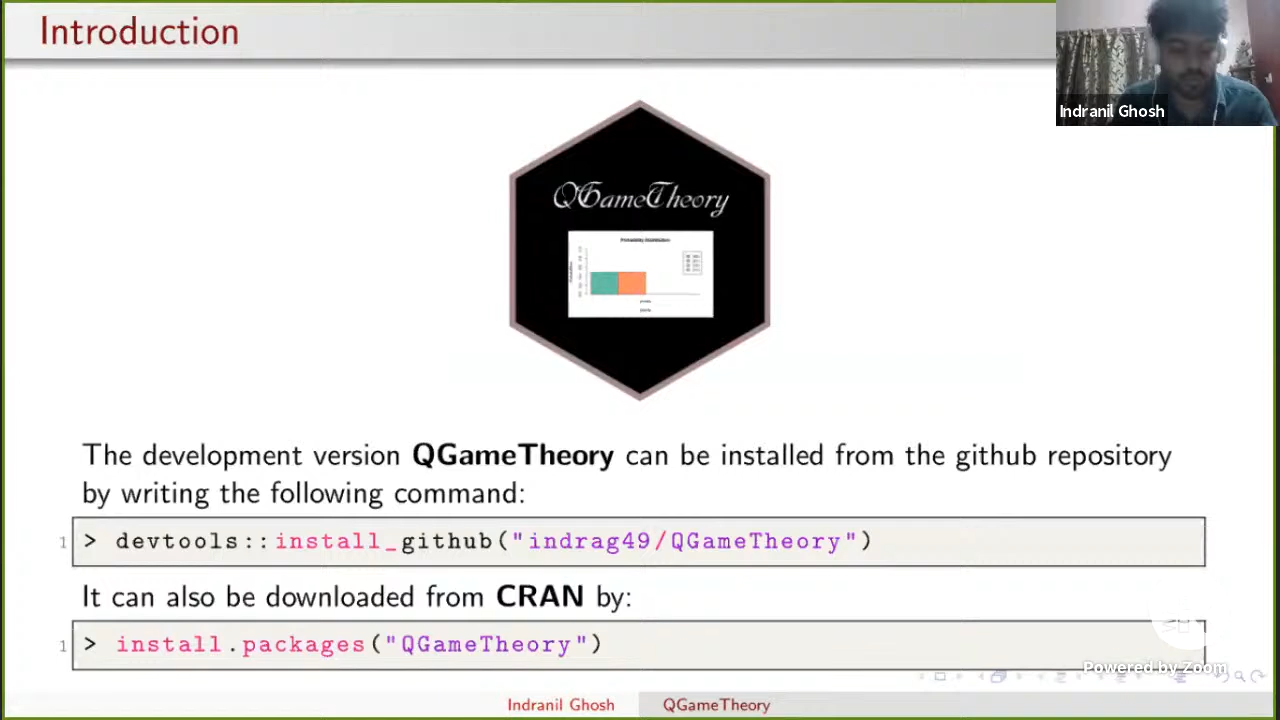 Introduction
Indranil Ghosh
QGameTheory
Probability Distribution
The development version QGameTheory can be installed from the github repository
by writing the following command:
1 > devtools::install_github("indrag49/QGameTheory")
It can also be downloaded from CRAN by:
1 > install.packages("QGameTheory")
Powered by Zoom
Indranil Ghosh QGameTheory